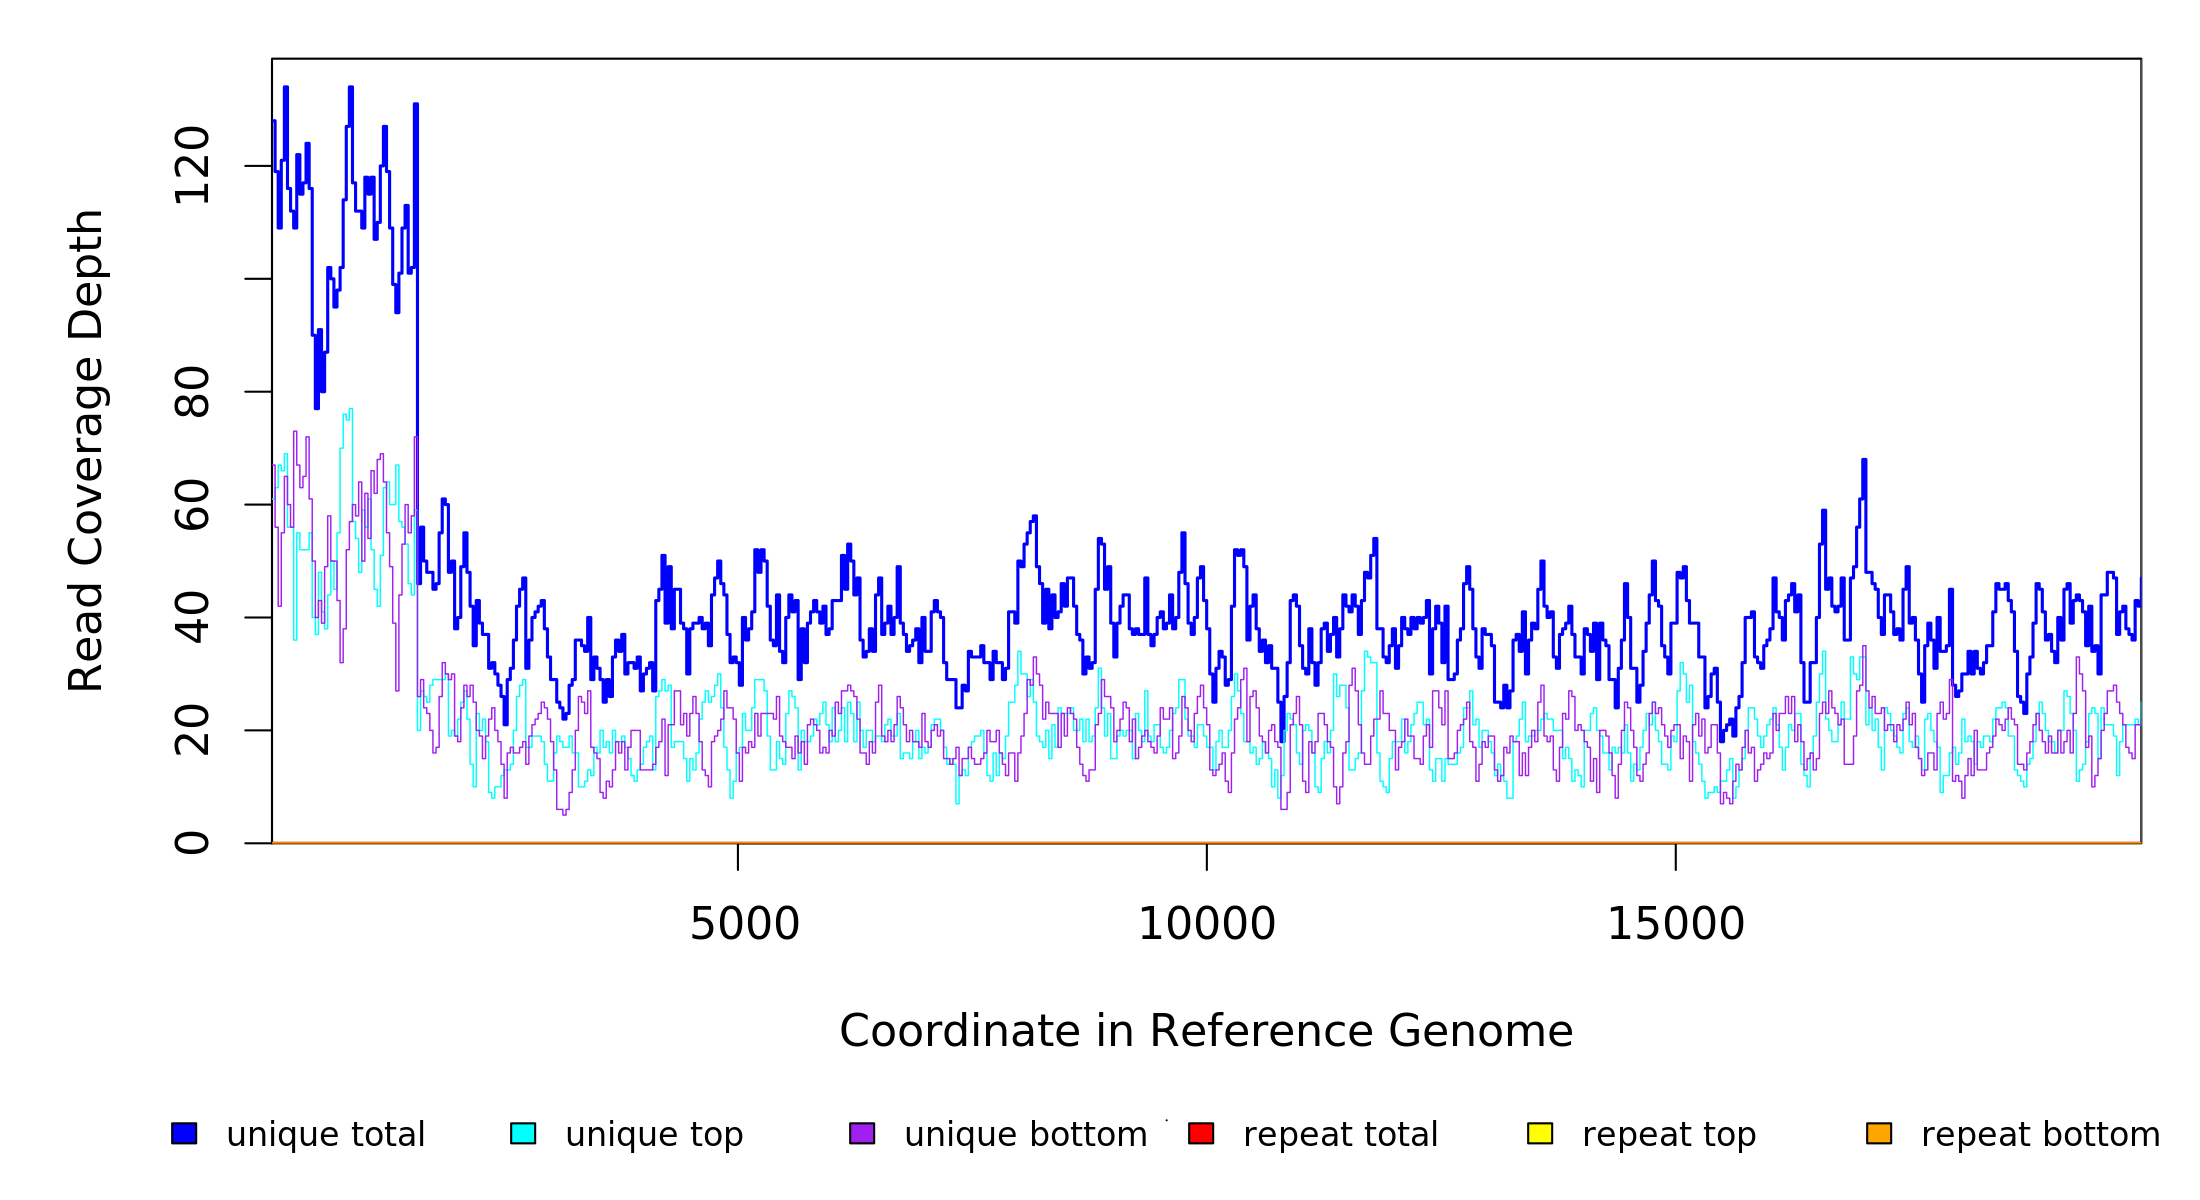 Read Coverage Depth
120
80
60
40
20
0
5000 10000 15000
Coordinate in Reference Genome
unique total unique top unique bottom repeat total repeat top repeat bottom